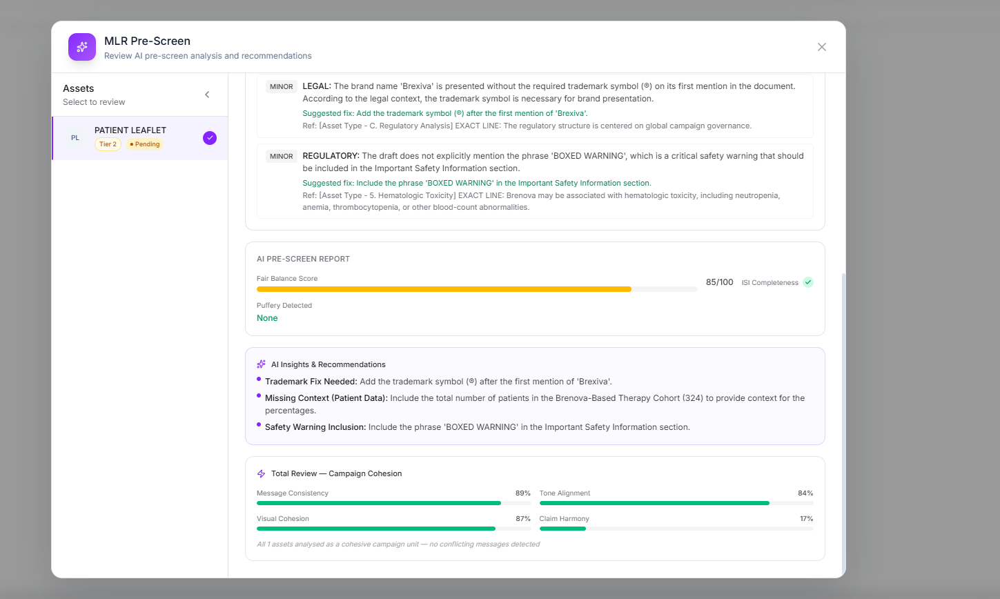 MLR Pre-Screen
Review AI pre-screen analysis and recommendations
Assets
Select to review
PL
PATIENT LEAFLET
Tier 2
Pending
MINOR
LEGAL: The brand name 'Brexiva' is presented without the required trademark symbol (®) on its first mention in the document.
According to the legal context, the trademark symbol is necessary for brand presentation.
Suggested fix: Add the trademark symbol (®) after the first mention of 'Brexiva'.
Ref: [Asset Type - C. Regulatory Analysis] EXACT LINE: The regulatory structure is centered on global campaign governance.
MINOR
REGULATORY: The draft does not explicitly mention the phrase 'BOXED WARNING', which is a critical safety warning that should
be included in the Important Safety Information section.
Suggested fix: Include the phrase 'BOXED WARNING' in the Important Safety Information section.
Ref: [Asset Type - 5. Hematologic Toxicity] EXACT LINE: Brenova may be associated with hematologic toxicity, including neutropenia,
anemia, thrombocytopenia, or other blood-count abnormalities.
AI PRE-SCREEN REPORT
Fair Balance Score
85/100
ISI Completeness
Puffery Detected
None
AI Insights & Recommendations
Trademark Fix Needed: Add the trademark symbol (®) after the first mention of 'Brexiva'.
Missing Context (Patient Data): Include the total number of patients in the Brenova-Based Therapy Cohort (324) to provide context for the
percentages.
Safety Warning Inclusion: Include the phrase 'BOXED WARNING' in the Important Safety Information section.
Total Review — Campaign Cohesion
Message Consistency 89%
Tone Alignment 84%
Visual Cohesion 87%
Claim Harmony 17%
All 1 assets analysed as a cohesive campaign unit — no conflicting messages detected